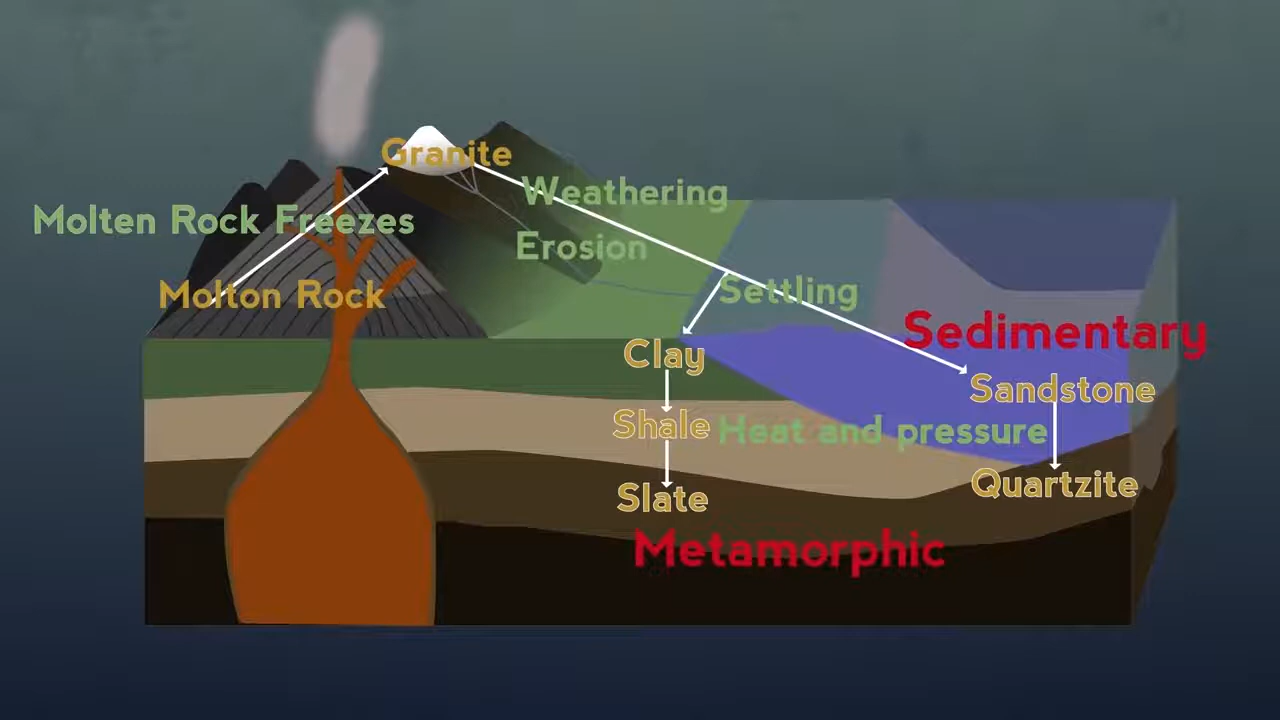 Granite
Weathering
Molten Rock Freezes
Erosion
Molton Rock
Settling
Sedimentary
Clay
Sandstone
Shale
Heat and pressure
Quartzite
Slate
Metamorphic